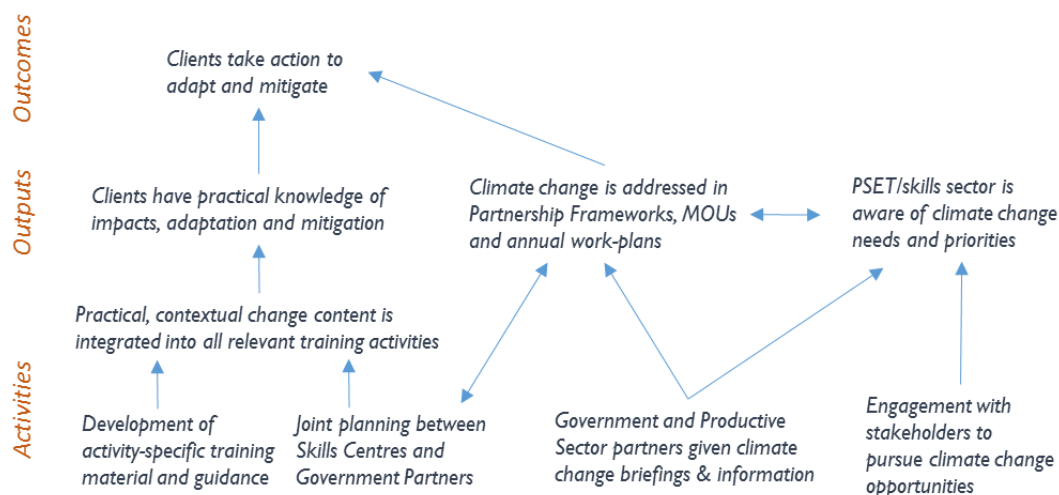 Outcomes
Clients take action to
adapt and mitigate
Outputs
Clients have practical knowledge of
impacts, adaptation and mitigation
Climate change is addressed in
Partnership Frameworks, MOUs
and annual work-plans
PSET/skills sector is
aware of climate change
needs and priorities
Activities
Practical, contextual change content is
integrated into all relevant training activities
Development of
activity-specific training
material and guidance
Joint planning between
Skills Centres and
Government Partners
Government and Productive
Sector partners given climate
change briefings & information
Engagement with
stakeholders to
pursue climate change
opportunities